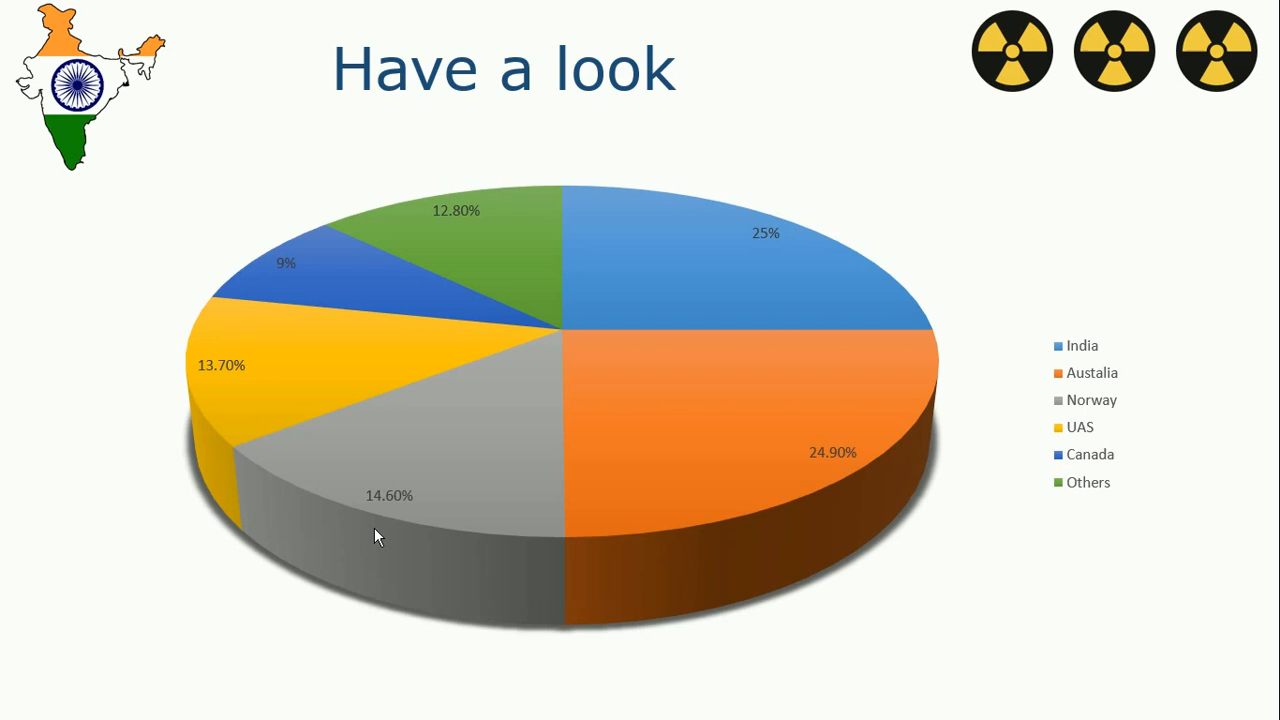 Have a look
12.80%
25%
9%
13.70%
24.90%
14.60%
India
Austalia
Norway
UAS
Canada
Others